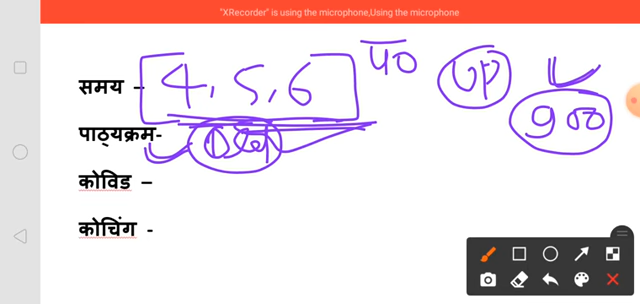 "XRecorder" is using the microphone,Using the microphone
समय – 4, 5, 6 40 UP 900
पाठ्यक्रम-
कोविड –
कोचिंग -